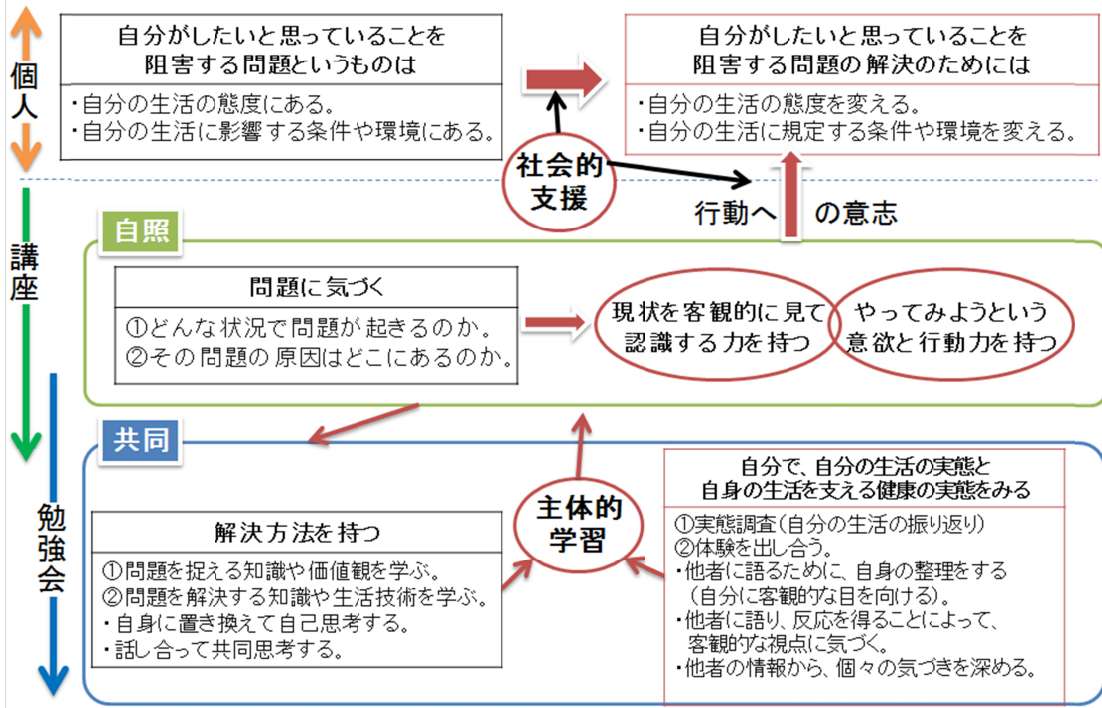 個人
自分がしたいと思っていることを
阻害する問題というものは
・自分の生活の態度にある。
・自分の生活に影響する条件や環境にある。
自分がしたいと思っていることを
阻害する問題の解決のためには
・自分の生活の態度を変える。
・自分の生活に規定する条件や環境を変える。
社会的
支援
行動へ の意志
講座
自照
問題に気づく
①どんな状況で問題が起きるのか。
②その問題の原因はどこにあるのか。
現状を客観的に見て
認識する力を持つ
やってみようという
意欲と行動力を持つ
勉強会
共同
解決方法を持つ
①問題を捉える知識や価値観を学ぶ。
②問題を解決する知識や生活技術を学ぶ。
・自身に置き換えて自己思考する。
・話し合って共同思考する。
主体的
学習
自分で、自分の生活の実態と
自身の生活を支える健康の実態をみる
①実態調査(自分の生活の振り返り)
②体験を出し合う。
・他者に語るために、自身の整理をする
(自分に客観的な目を向ける)。
・他者に語り、反応を得ることによって、
客観的な視点に気づく。
・他者の情報から、個々の気づきを深める。